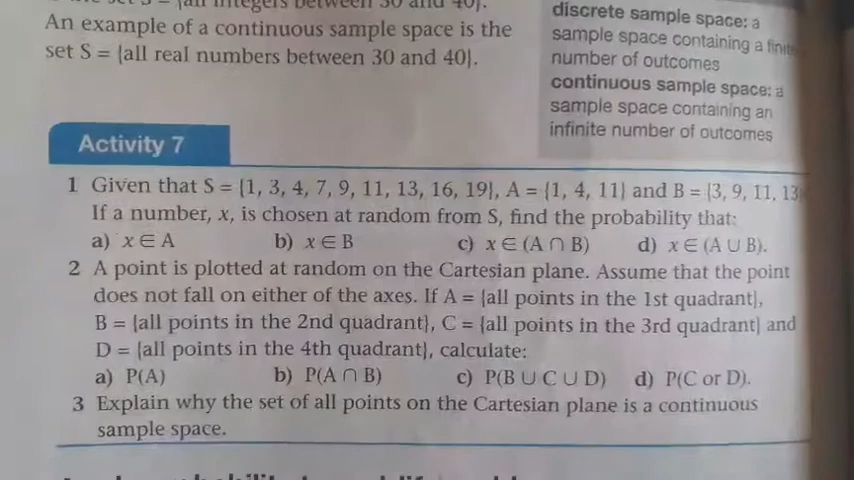 integers between 30 and 40}.
An example of a continuous sample space is the
set S = {all real numbers between 30 and 40}.
discrete sample space: a
sample space containing a finite
number of outcomes
continuous sample space: a
sample space containing an
infinite number of outcomes
Activity 7
1 Given that S = {1, 3, 4, 7, 9, 11, 13, 16, 19}, A = {1, 4, 11} and B = {3, 9, 11, 13
If a number, x, is chosen at random from S, find the probability that:
a) x ∈ A b) x ∈ B c) x ∈ (A ∩ B) d) x ∈ (A ∪ B).
2 A point is plotted at random on the Cartesian plane. Assume that the point
does not fall on either of the axes. If A = {all points in the 1st quadrant},
B = {all points in the 2nd quadrant}, C = {all points in the 3rd quadrant} and
D = {all points in the 4th quadrant}, calculate:
a) P(A) b) P(A ∩ B) c) P(B ∪ C ∪ D) d) P(C or D).
3 Explain why the set of all points on the Cartesian plane is a continuous
sample space.